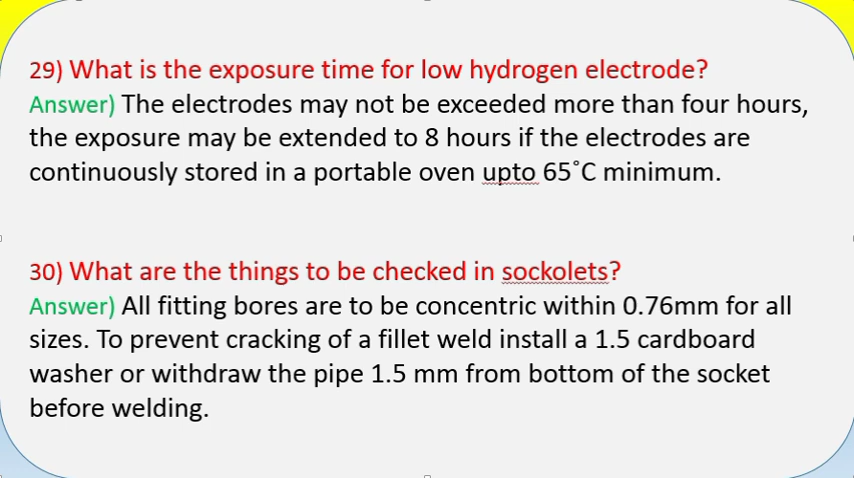 29) What is the exposure time for low hydrogen electrode?
Answer) The electrodes may not be exceeded more than four hours,
the exposure may be extended to 8 hours if the electrodes are
continuously stored in a portable oven upto 65˚C minimum.
30) What are the things to be checked in sockolets?
Answer) All fitting bores are to be concentric within 0.76mm for all
sizes. To prevent cracking of a fillet weld install a 1.5 cardboard
washer or withdraw the pipe 1.5 mm from bottom of the socket
before welding.